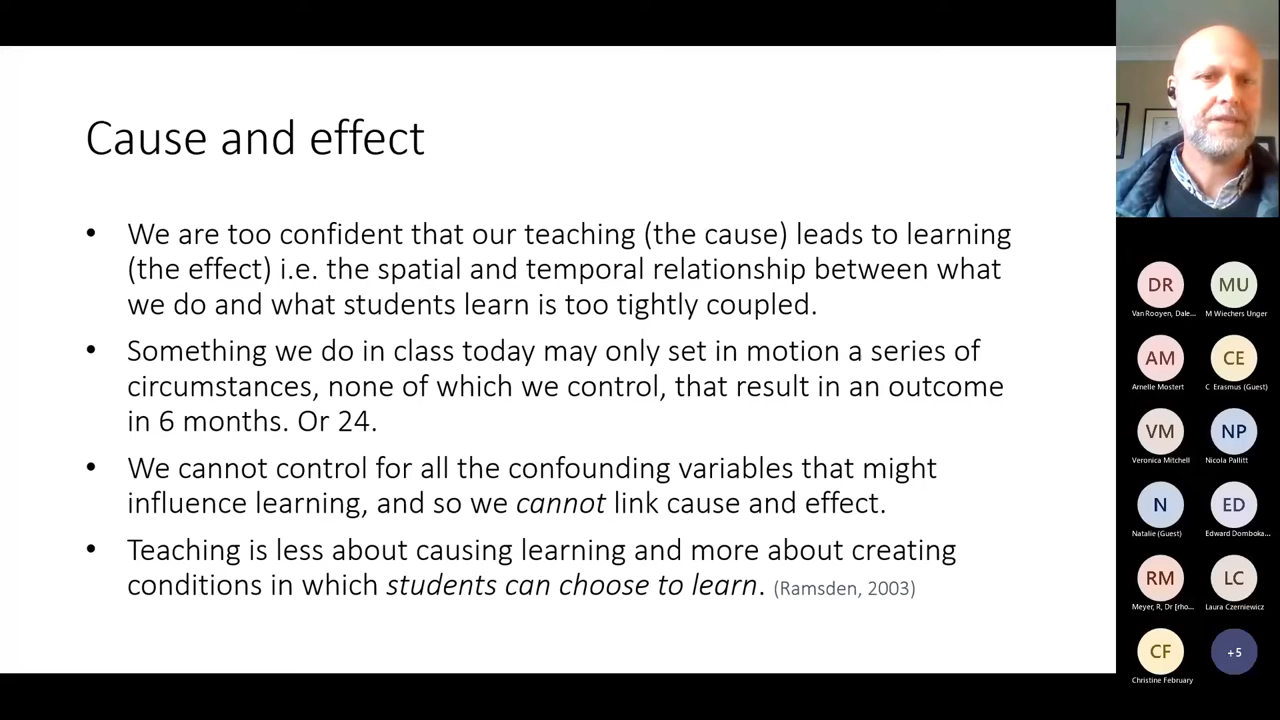 Cause and effect
• We are too confident that our teaching (the cause) leads to learning
(the effect) i.e. the spatial and temporal relationship between what
we do and what students learn is too tightly coupled.
• Something we do in class today may only set in motion a series of
circumstances, none of which we control, that result in an outcome
in 6 months. Or 24.
• We cannot control for all the confounding variables that might
influence learning, and so we cannot link cause and effect.
• Teaching is less about causing learning and more about creating
conditions in which students can choose to learn. (Ramsden, 2003)
DR
MU
Van Rooyen, Dale...
M Wiechers Unger
AM
CE
Arnelle Mostert
C Erasmus (Guest)
VM
NP
Veronica Mitchell
Nicola Pallitt
N
ED
Natalie (Guest)
Edward Domboka...
RM
LC
Meyer, R, Dr [rho...
Laura Czerniewicz
CF
+5
Christine February